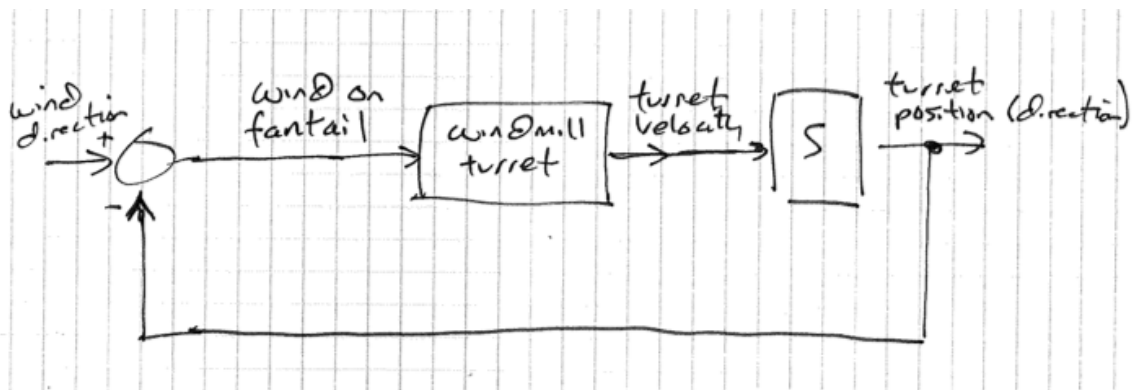 wind
direction
+
-
wind on
fantail
windmill
turret
turret
velocity
S
turret
position (direction)